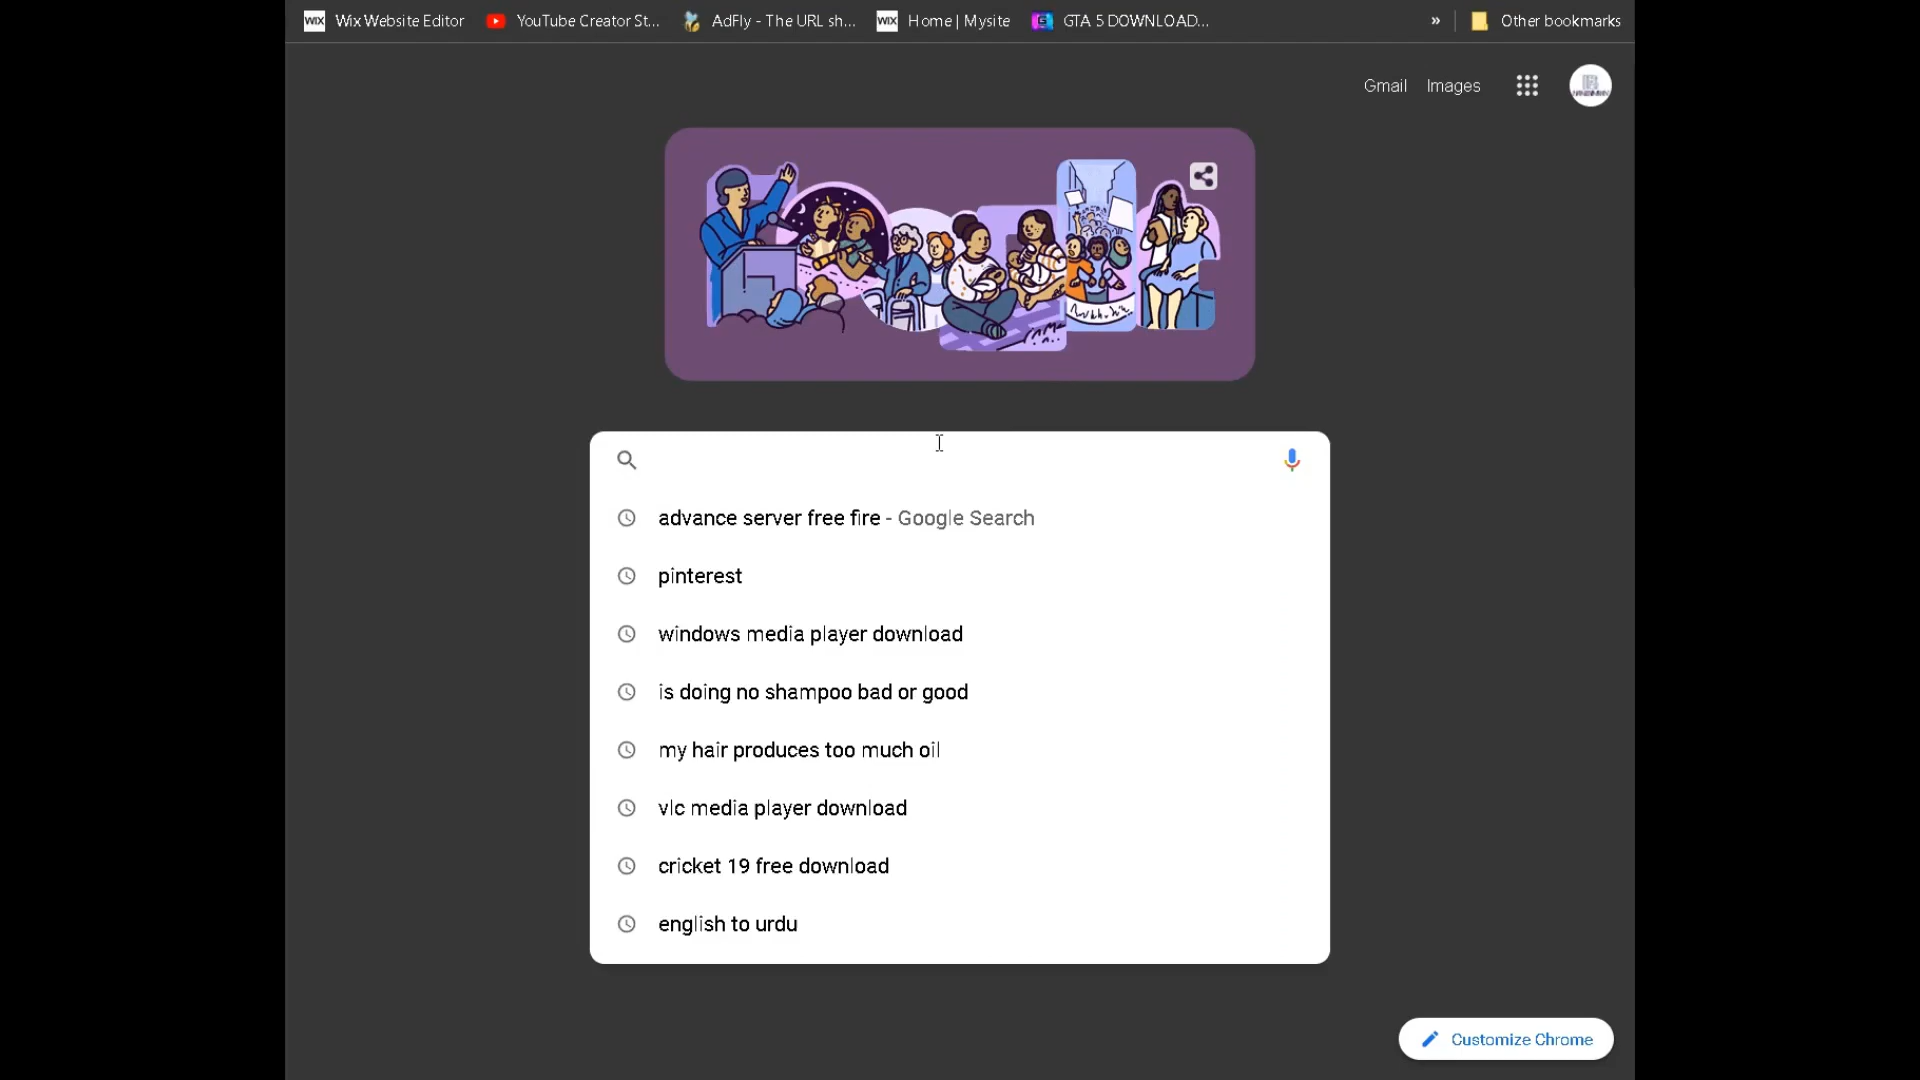 WiX Wix Website Editor YouTube Creator St... AdFly - The URL sh... WiX Home | Mysite GTA 5 DOWNLOAD... » Other bookmarks
Gmail Images
advance server free fire - Google Search
pinterest
windows media player download
is doing no shampoo bad or good
my hair produces too much oil
vlc media player download
cricket 19 free download
english to urdu
Customize Chrome